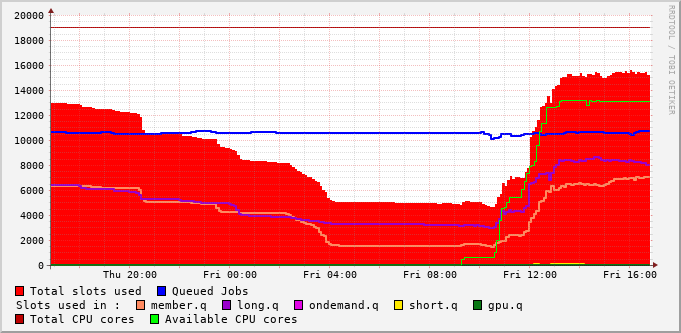 20000
18000
16000
14000
12000
10000
8000
6000
4000
2000
0
Thu 20:00 Fri 00:00 Fri 04:00 Fri 08:00 Fri 12:00 Fri 16:00
RRDTOOL / TOBI OETIKER
Total slots used Queued Jobs
Slots used in : member.q long.q ondemand.q short.q gpu.q
Total CPU cores Available CPU cores